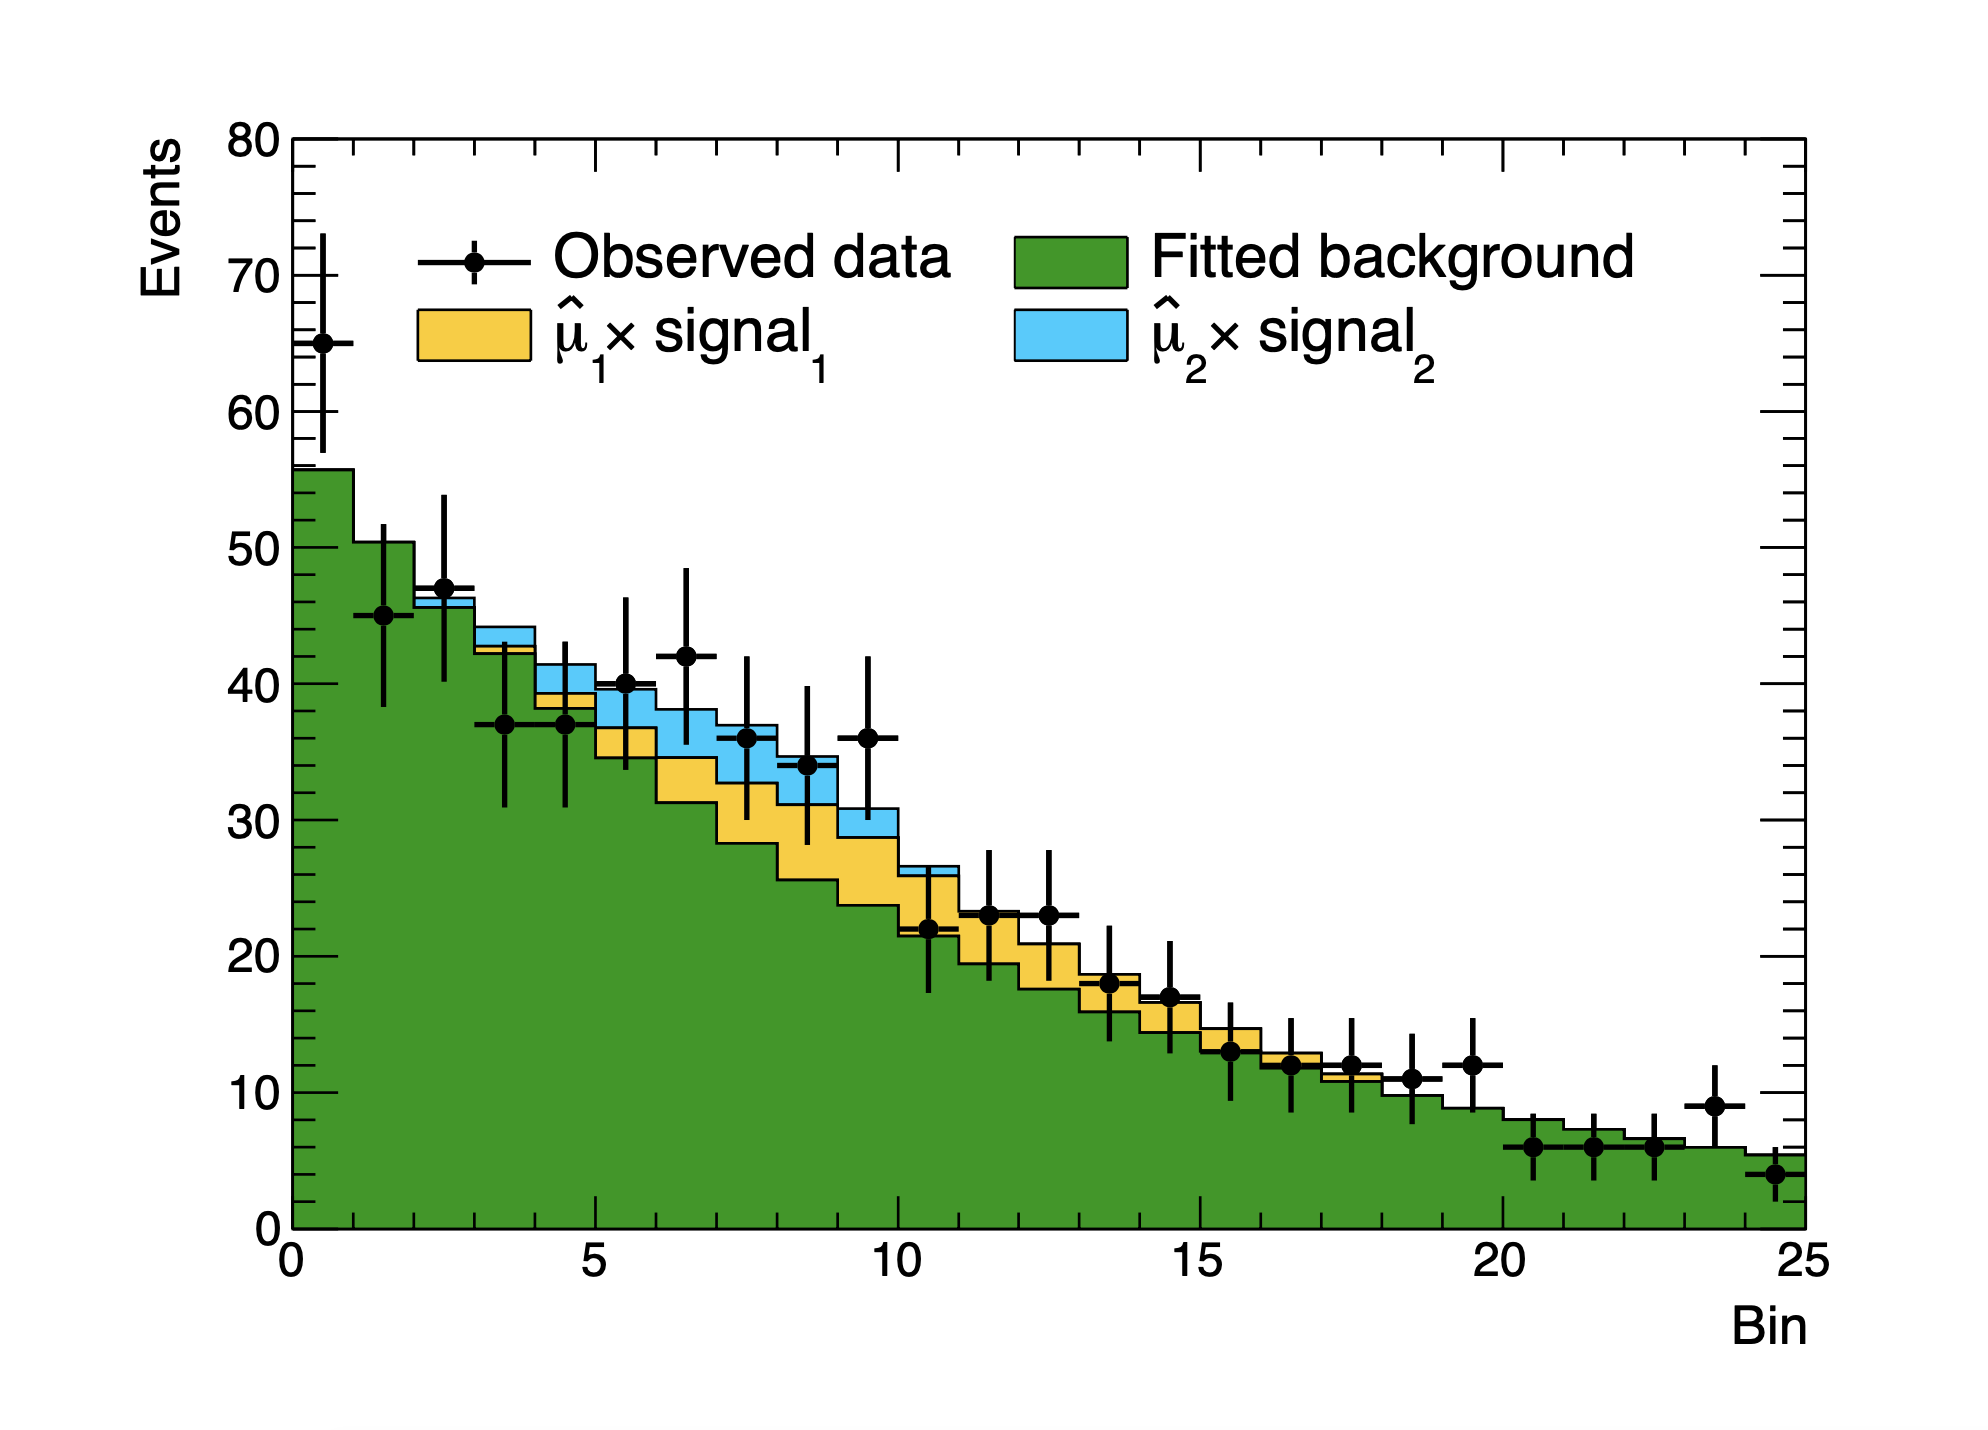 Events
80
70
60
50
40
30
20
10
0
Observed data
Fitted background
μ̂₁× signal₁
μ̂₂× signal₂
0 5 10 15 20 25
Bin